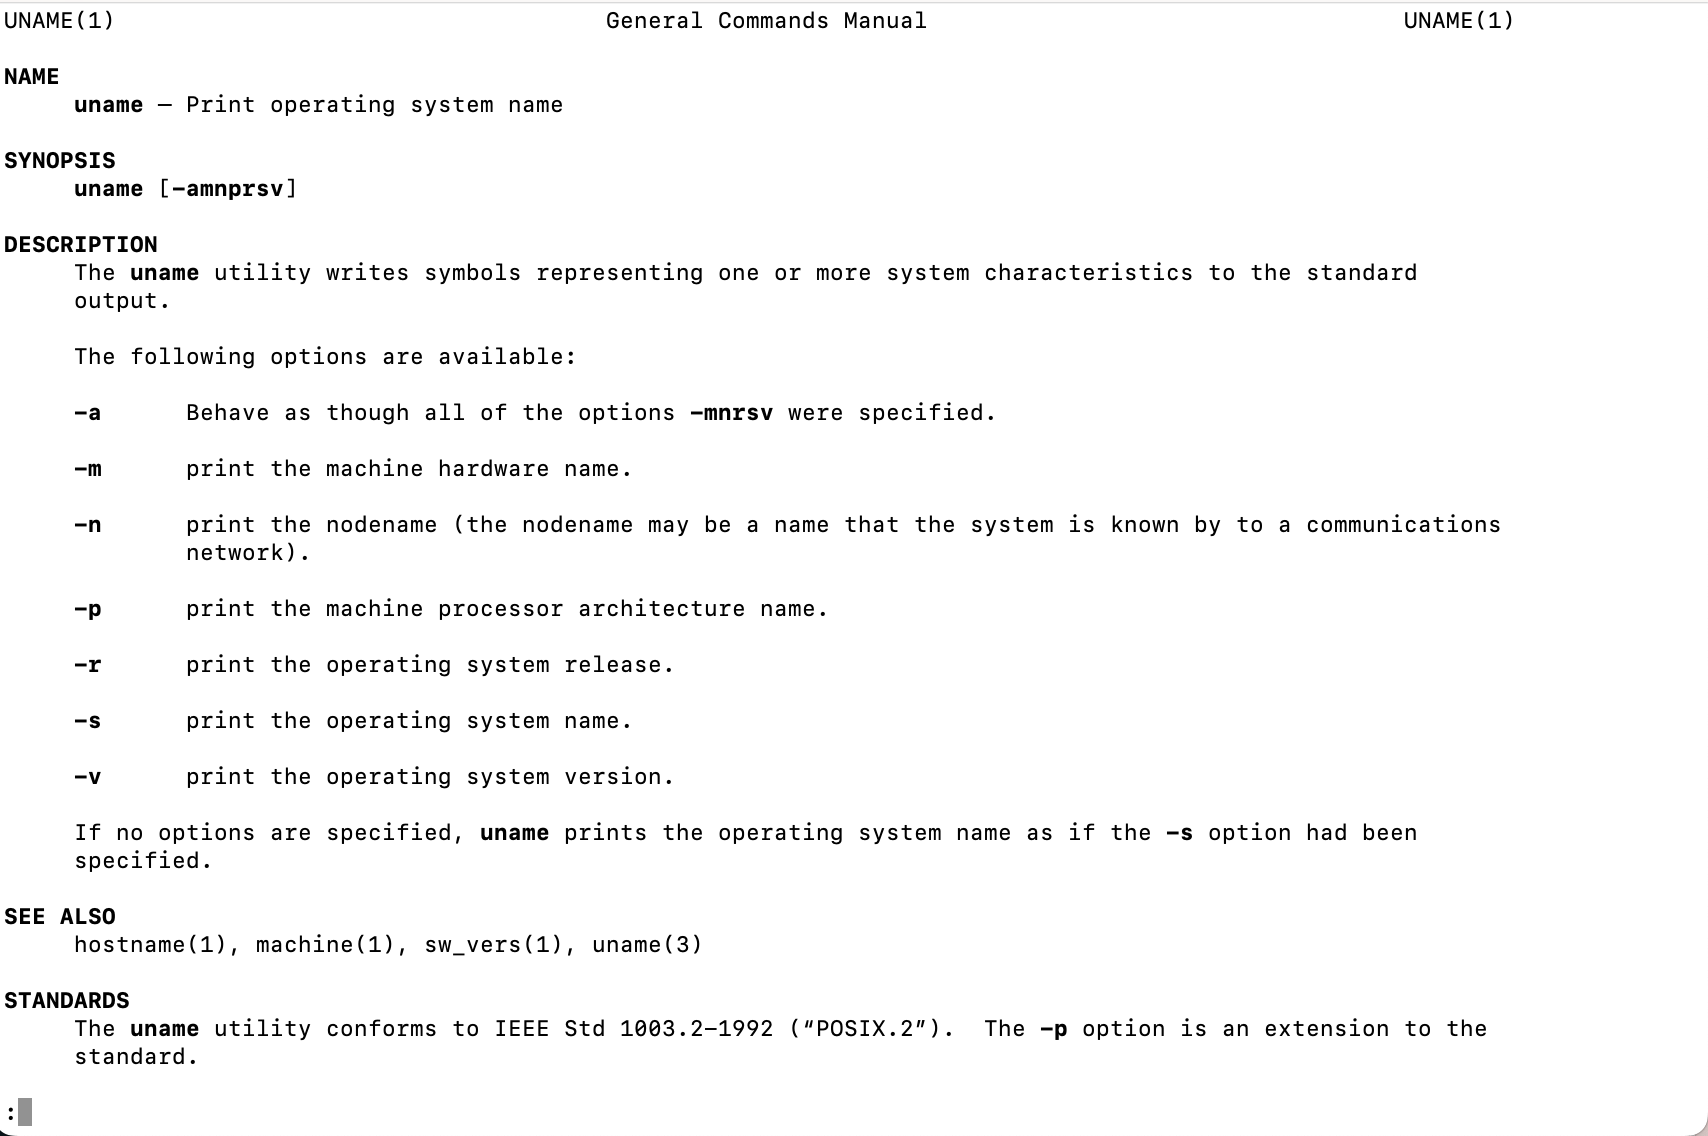 UNAME(1) General Commands Manual UNAME(1)
NAME
uname — Print operating system name
SYNOPSIS
uname [-amnprsv]
DESCRIPTION
The uname utility writes symbols representing one or more system characteristics to the standard
output.
The following options are available:
-a Behave as though all of the options -mnrsv were specified.
-m print the machine hardware name.
-n print the nodename (the nodename may be a name that the system is known by to a communications
network).
-p print the machine processor architecture name.
-r print the operating system release.
-s print the operating system name.
-v print the operating system version.
If no options are specified, uname prints the operating system name as if the -s option had been
specified.
SEE ALSO
hostname(1), machine(1), sw_vers(1), uname(3)
STANDARDS
The uname utility conforms to IEEE Std 1003.2-1992 (“POSIX.2”). The -p option is an extension to the
standard.
: